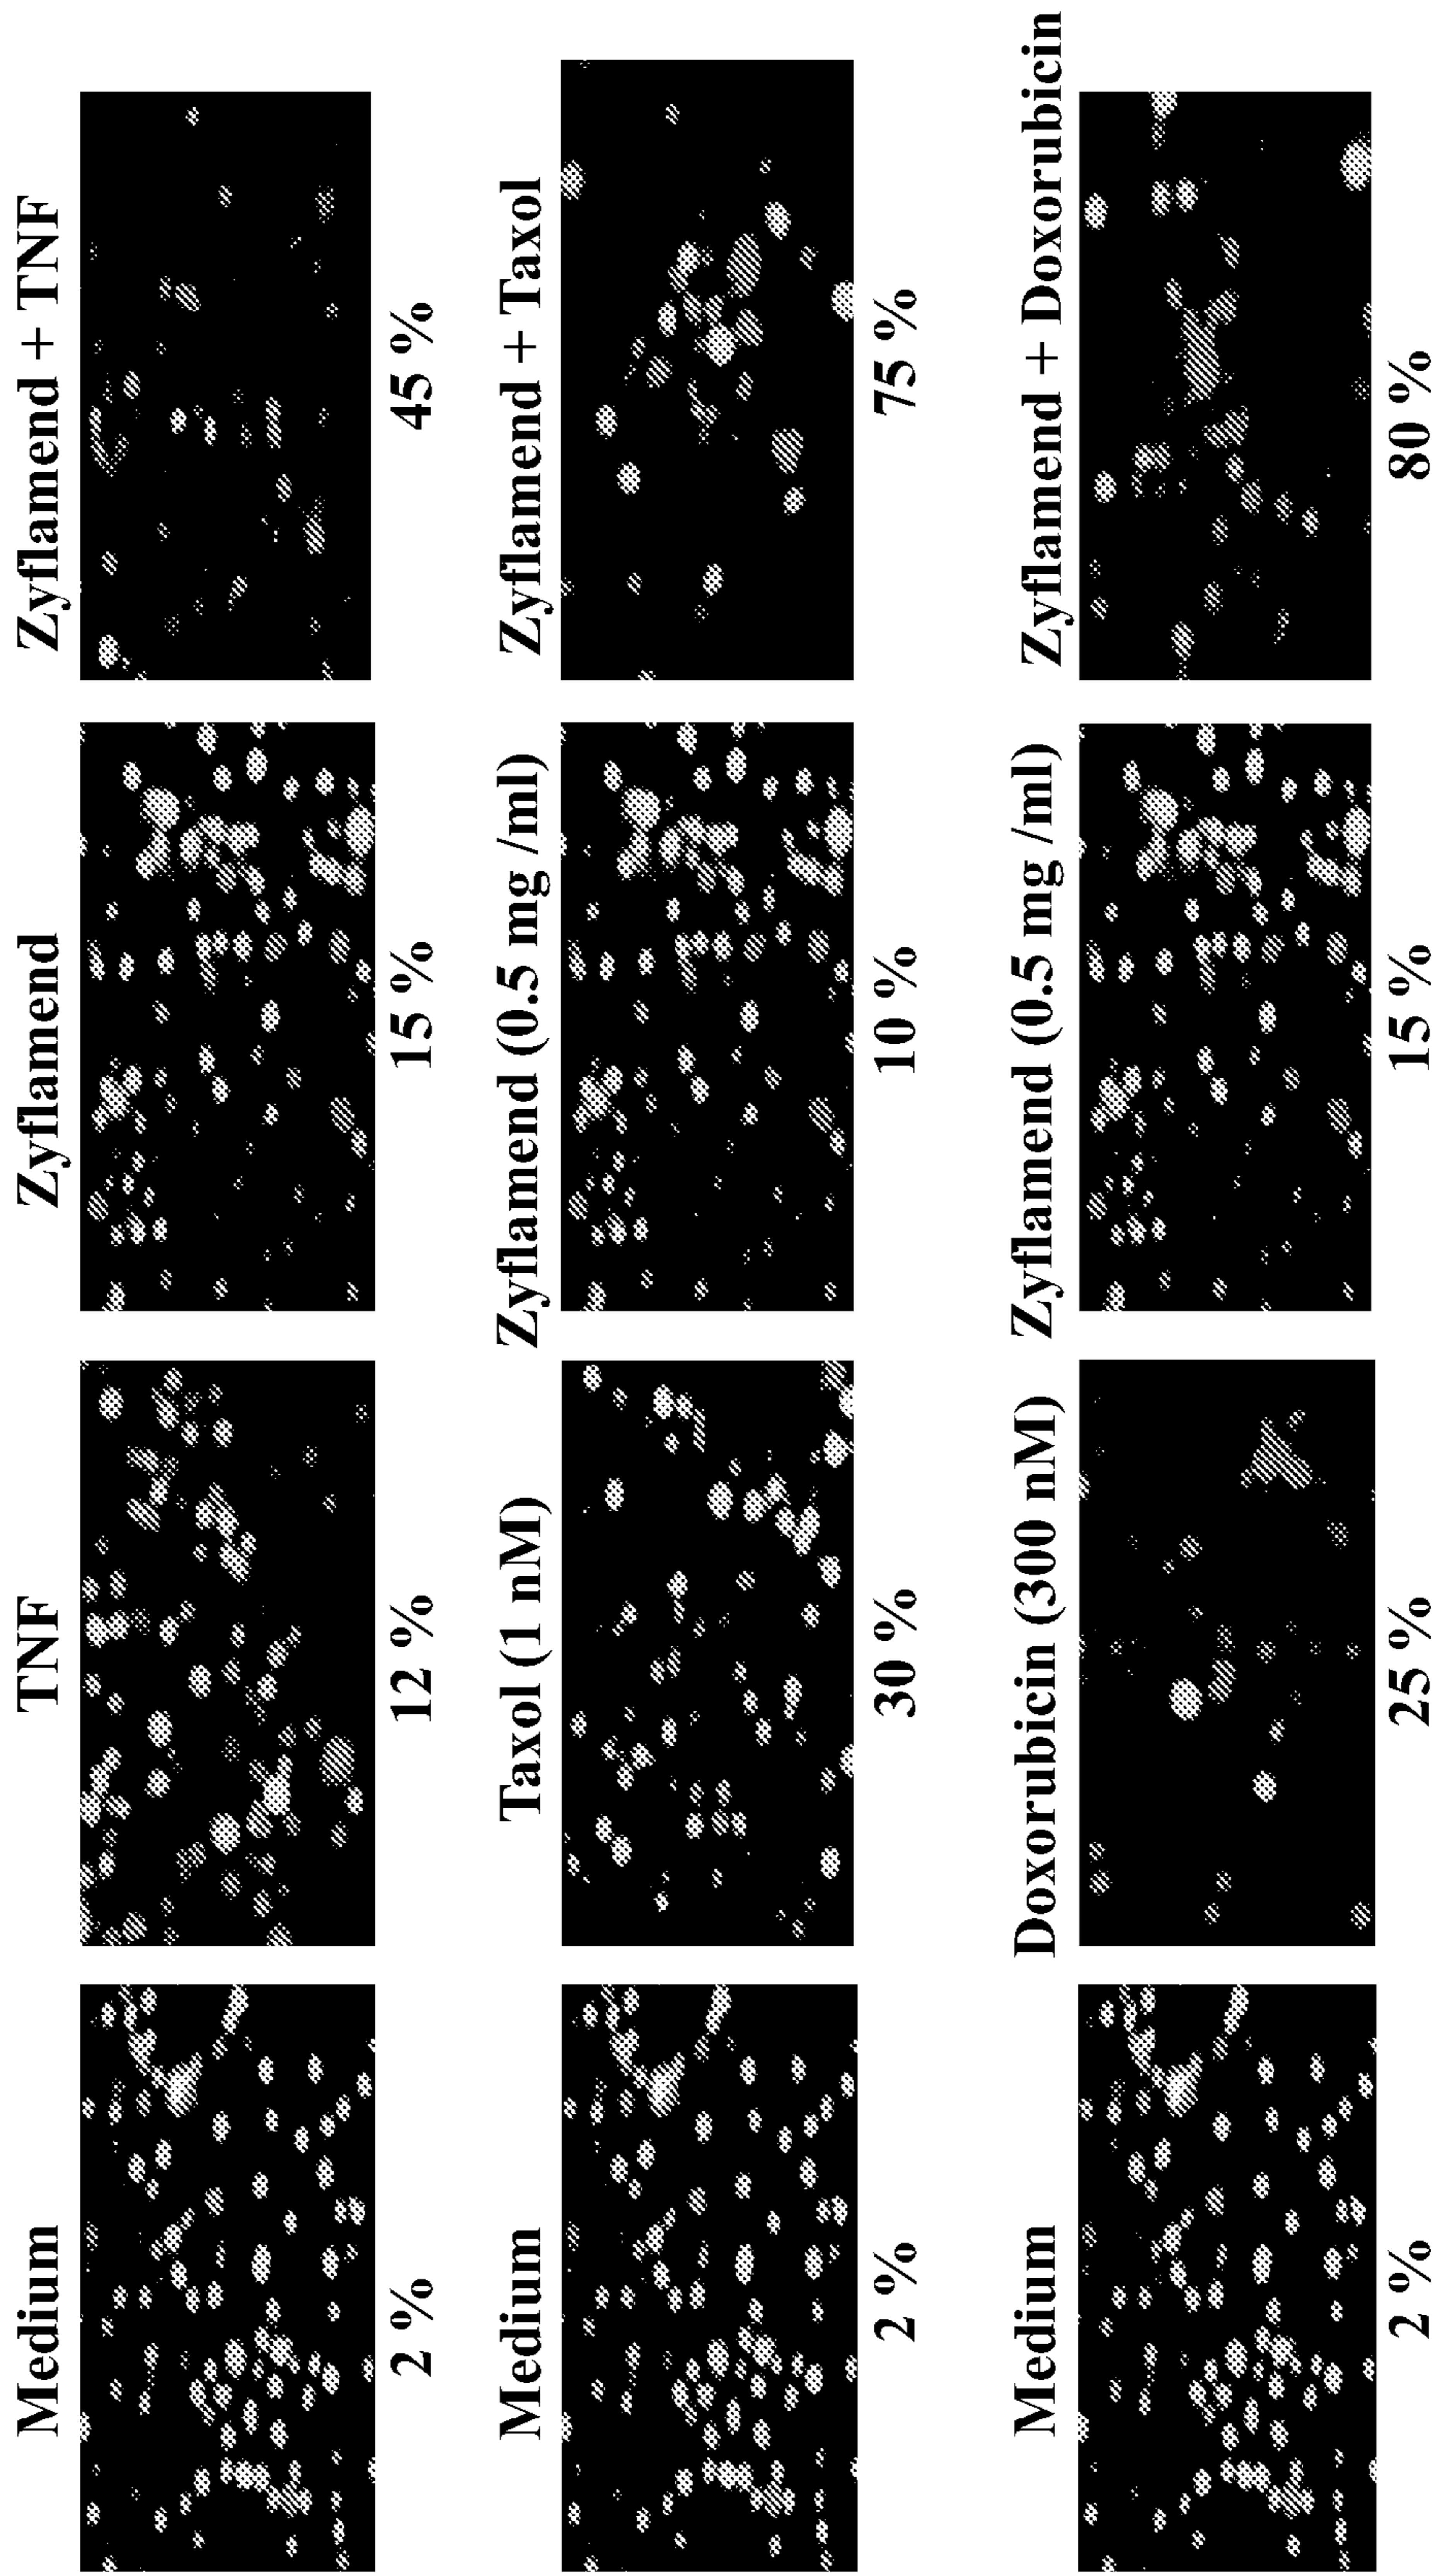 Medium
TNF
Zyflamend
Zyflamend + TNF
2 %
12 %
15 %
45 %
Medium
Taxol (1 nM)
Zyflamend (0.5 mg /ml)
Zyflamend + Taxol
2 %
30 %
10 %
75 %
Medium
Doxorubicin (300 nM)
Zyflamend (0.5 mg /ml)
Zyflamend + Doxorubicin
2 %
25 %
15 %
80 %